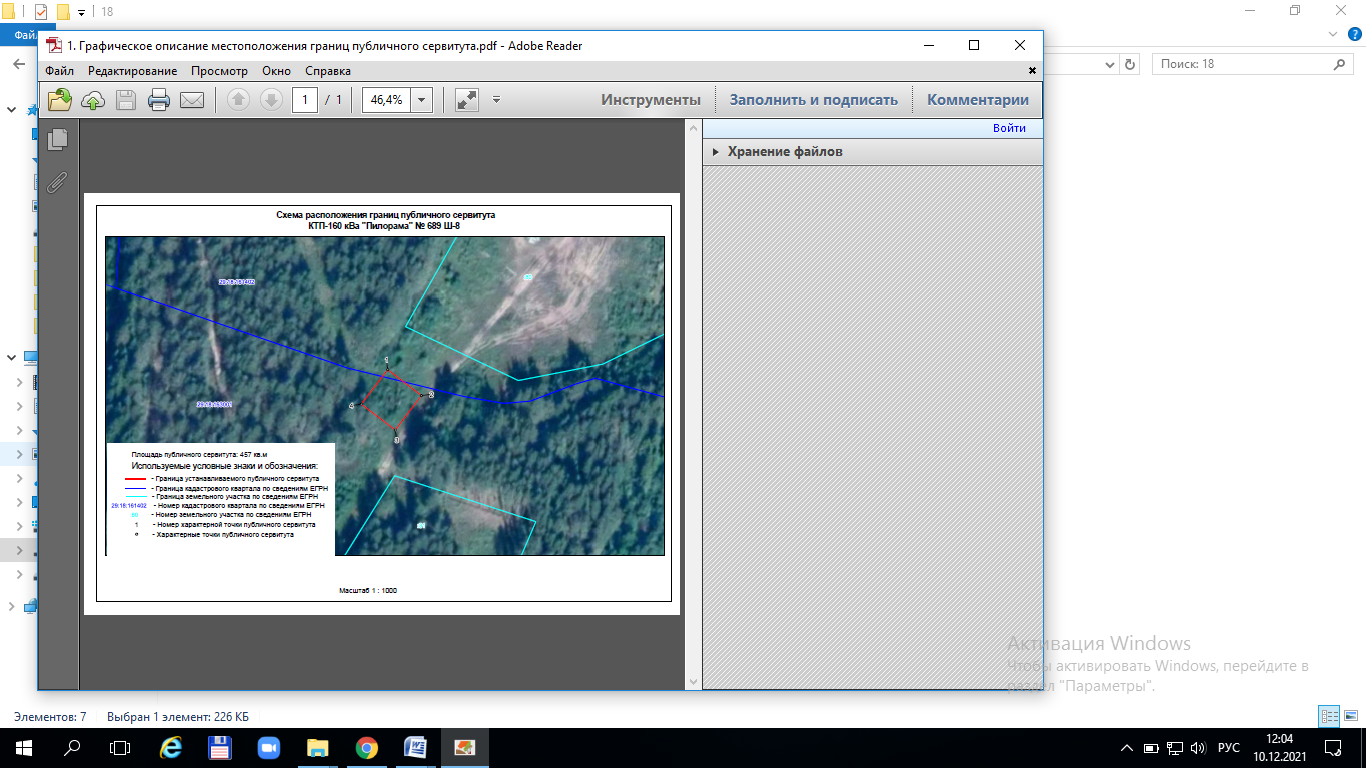 18
Файл
1. Графическое описание местоположения границ публичного сервитута.pdf - Adobe Reader
Файл Редактирование Просмотр Окно Справка
1 / 1 46,4% Инструменты Заполнить и подписать Комментарии
Поиск: 18
Войти
Хранение файлов
Схема расположения границ публичного сервитута
КТП-160 кВа "Пилорама" № 689 Ш-8
29:18:161402
1
2
4
3
Площадь публичного сервитута: 457 кв.м
Используемые условные знаки и обозначения:
- Граница устанавливаемого публичного сервитута
- Граница кадастрового квартала по сведениям ЕГРН
- Граница земельного участка по сведениям ЕГРН
29:18:161402 - Номер кадастрового квартала по сведениям ЕГРН
- Номер земельного участка по сведениям ЕГРН
1 - Номер характерной точки публичного сервитута
- Характерные точки публичного сервитута
Масштаб 1 : 1000
Активация Windows
Чтобы активировать Windows, перейдите в
раздел "Параметры".
Элементов: 7 Выбран 1 элемент: 226 КБ
РУС
12:04
10.12.2021